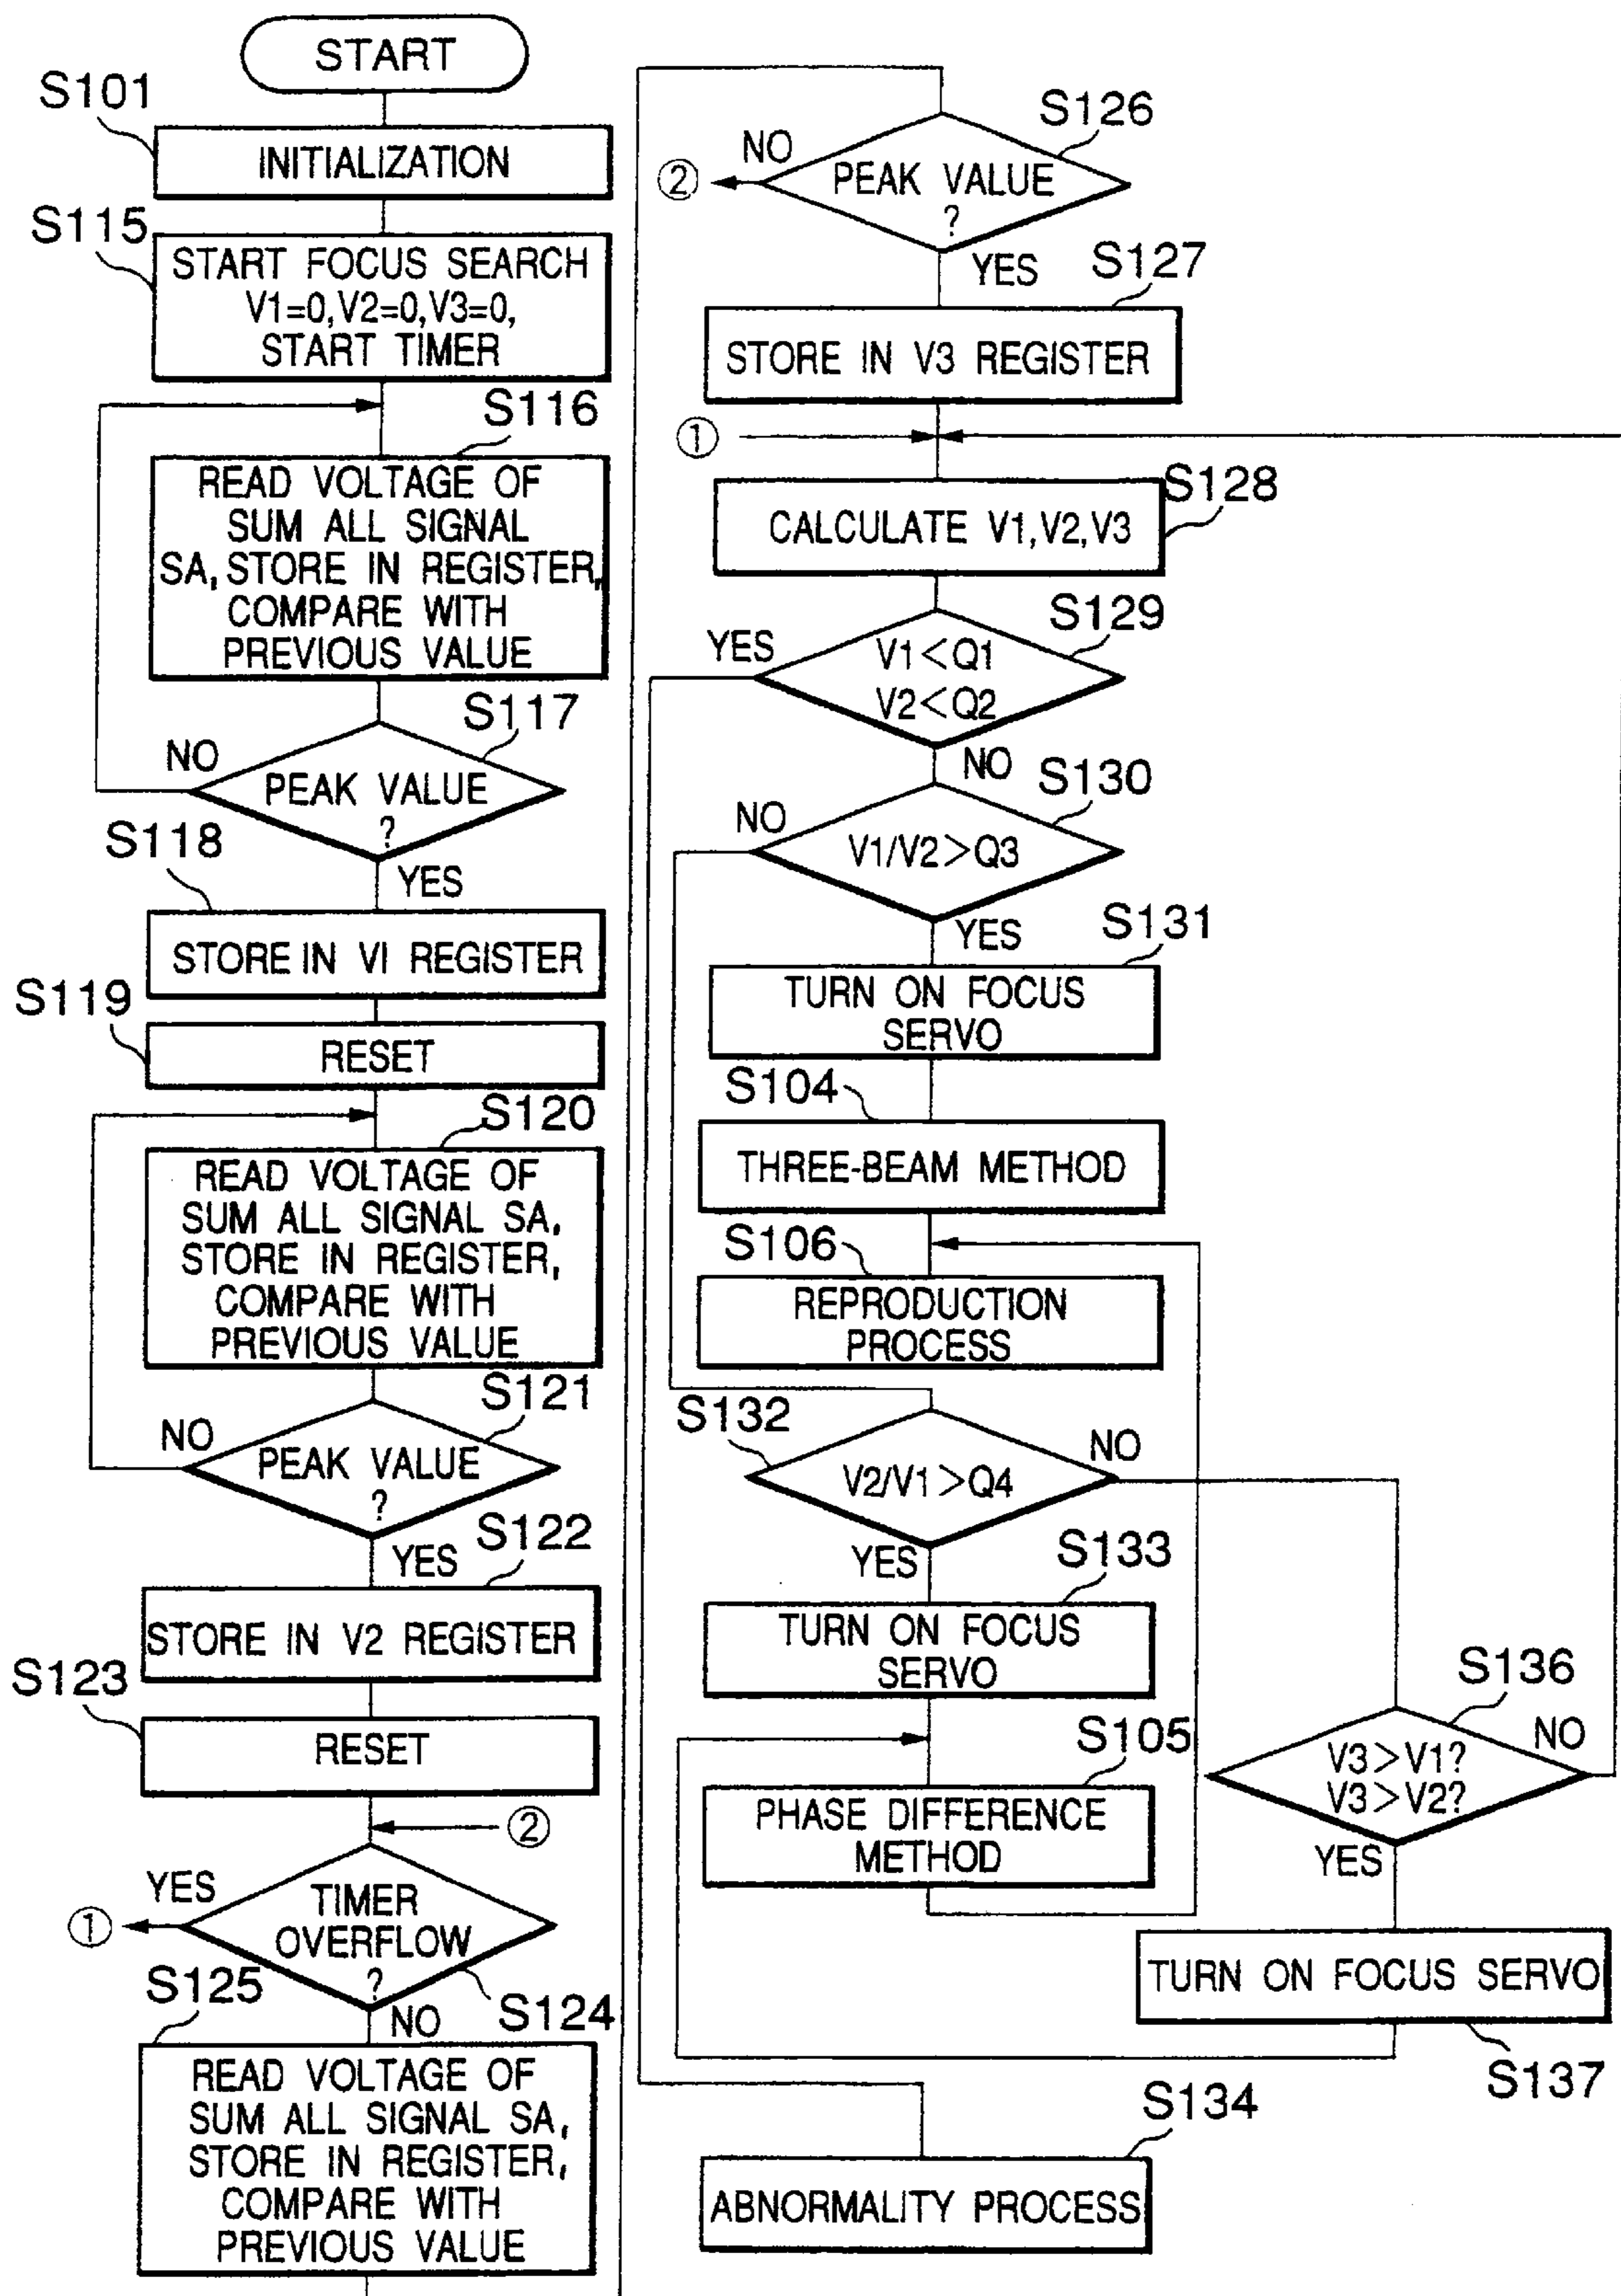 START
S101
INITIALIZATION
S115
START FOCUS SEARCH
V1=0,V2=0,V3=0,
START TIMER
S116
READ VOLTAGE OF
SUM ALL SIGNAL
SA, STORE IN REGISTER,
COMPARE WITH
PREVIOUS VALUE
S117
NO
PEAK VALUE
?
S118
YES
STORE IN VI REGISTER
S119
RESET
S120
READ VOLTAGE OF
SUM ALL SIGNAL SA,
STORE IN REGISTER,
COMPARE WITH
PREVIOUS VALUE
S121
NO
PEAK VALUE
?
S122
YES
STORE IN V2 REGISTER
S123
RESET
②
YES
TIMER
①
OVERFLOW
?
S125
S124
NO
READ VOLTAGE OF
SUM ALL SIGNAL SA,
STORE IN REGISTER,
COMPARE WITH
PREVIOUS VALUE
S126
NO
② PEAK VALUE
?
YES
S127
STORE IN V3 REGISTER
①
S128
CALCULATE V1,V2,V3
S129
YES
V1<Q1
V2<Q2
NO
S130
NO
V1/V2>Q3
YES
S131
TURN ON FOCUS
SERVO
S104
THREE-BEAM METHOD
S106
REPRODUCTION
PROCESS
S132
NO
V2/V1>Q4
YES
S133
TURN ON FOCUS
SERVO
S105
PHASE DIFFERENCE
METHOD
S136
NO
V3>V1?
V3>V2?
YES
TURN ON FOCUS SERVO
S137
S134
ABNORMALITY PROCESS